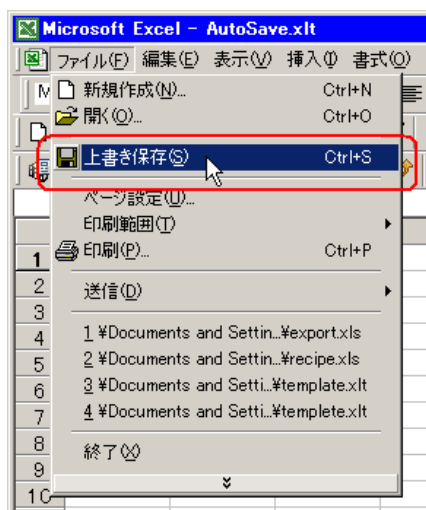 Microsoft Excel - AutoSave.xlt
ファイル(F) 編集(E) 表示(V) 挿入(I) 書式(O)
新規作成(N)... Ctrl+N
開く(O)... Ctrl+O
上書き保存(S) Ctrl+S
ページ設定(U)...
印刷範囲(T)
印刷(P)... Ctrl+P
送信(D)
1 ¥Documents and Settin...¥export.xls
2 ¥Documents and Settin...¥recipe.xls
3 ¥Documents and Setti...¥template.xlt
4 ¥Documents and Setti...¥templete.xlt
終了(X)
1
2
3
4
5
6
7
8
9
10